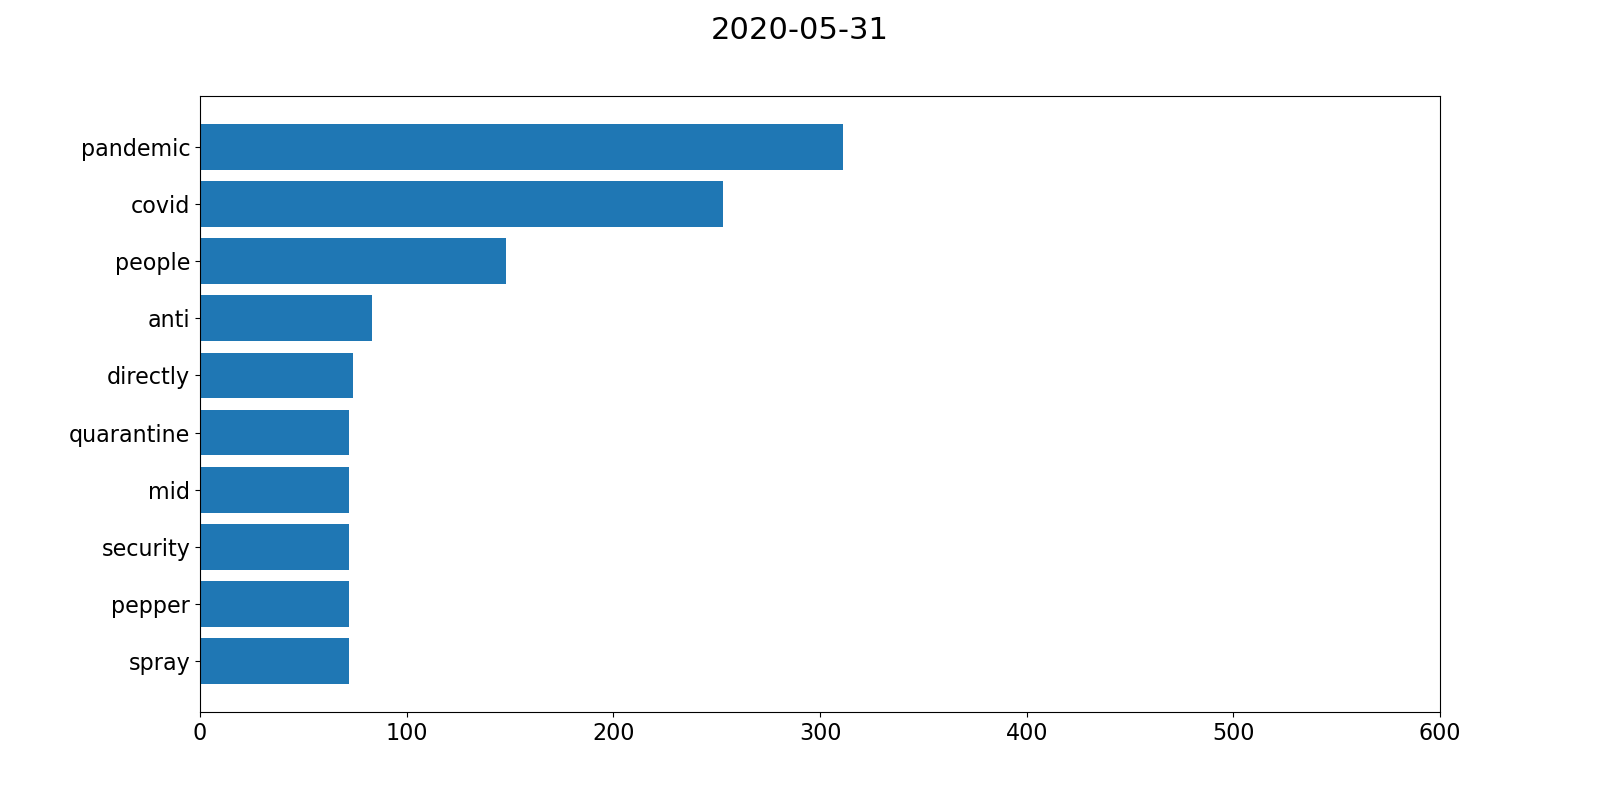 2020-05-31
pandemic
covid
people
anti
directly
quarantine
mid
security
pepper
spray
0 100 200 300 400 500 600